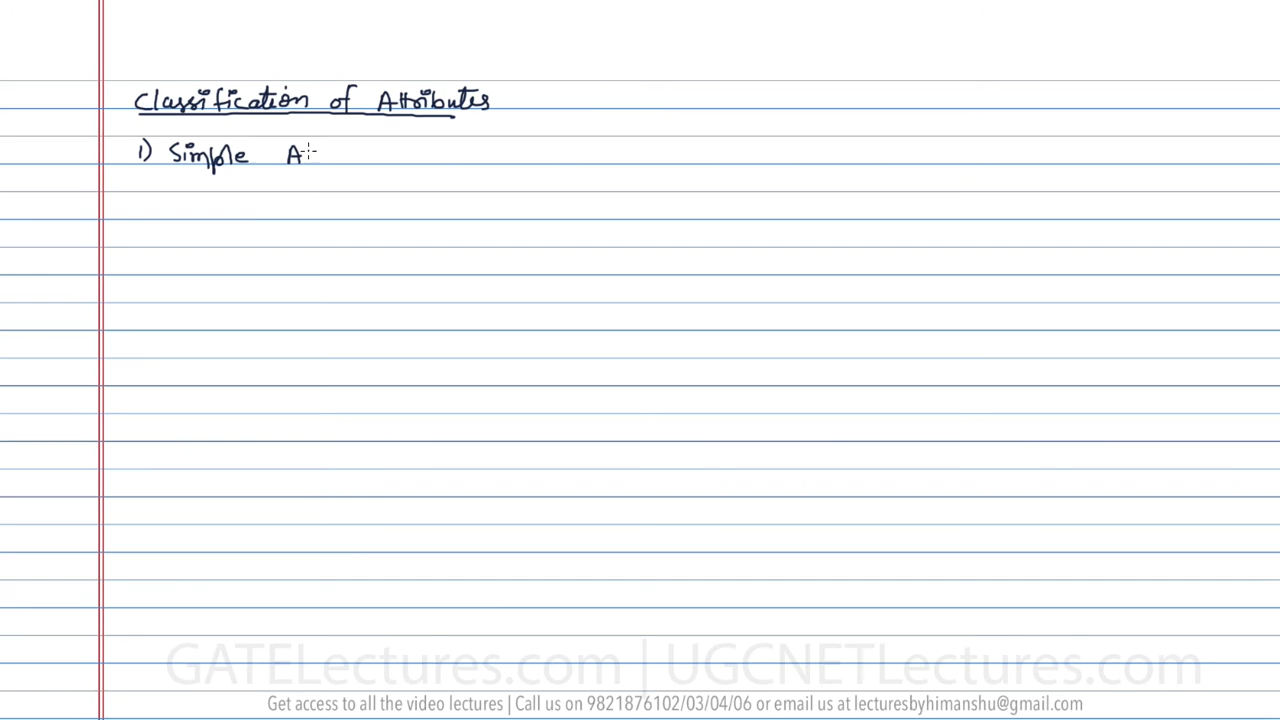 Classification of Attributes
1) Simple A
GATELectures.com | UGCNETLectures.com
Get access to all the video lectures | Call us on 9821876102/03/04/06 or email us at lecturesbyhimanshu@gmail.com